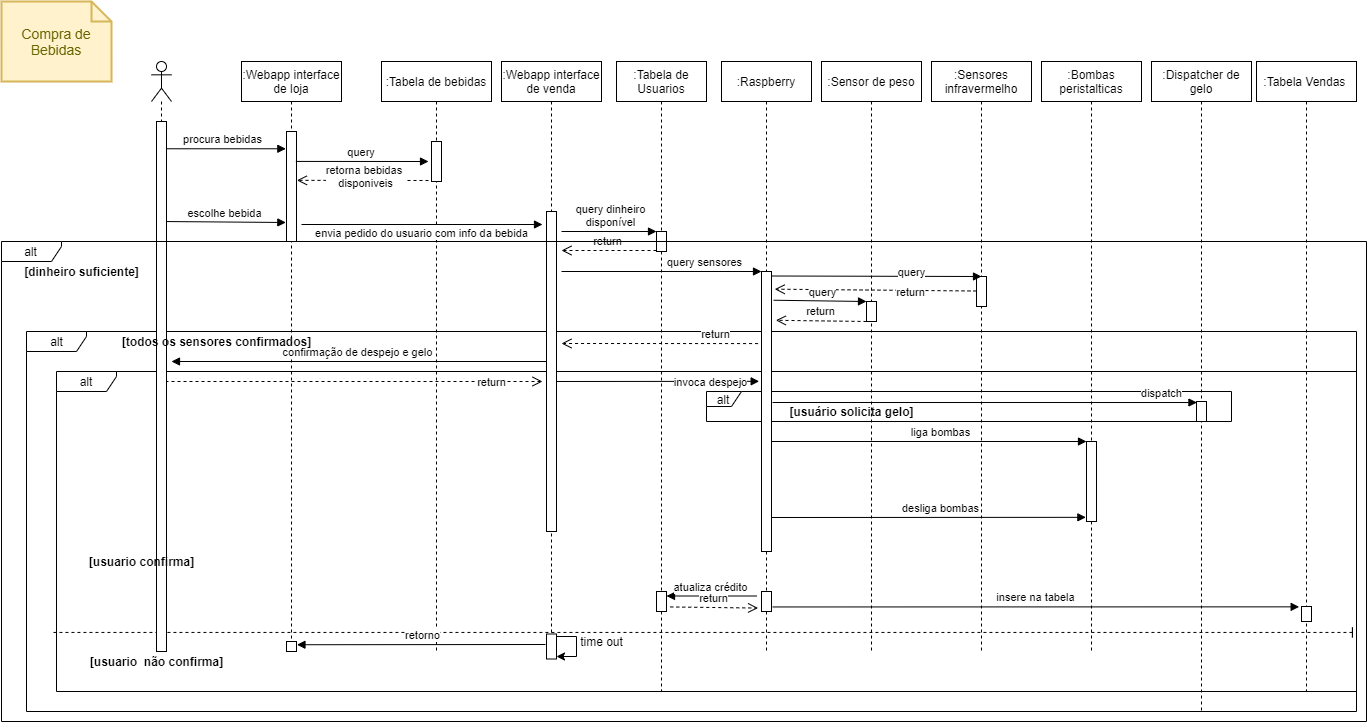 Compra de
Bebidas
:Webapp interface
de loja
:Tabela de bebidas
:Webapp interface
de venda
:Tabela de
Usuarios
:Raspberry
:Sensor de peso
:Sensores
infravermelho
:Bombas
peristalticas
:Dispatcher de
gelo
:Tabela Vendas
procura bebidas
query
retorna bebidas
disponiveis
escolhe bebida
envia pedido do usuario com info da bebida
query dinheiro
disponível
return
alt
[dinheiro suficiente]
query sensores
query
return
query
return
alt
[todos os sensores confirmados]
return
confirmação de despejo e gelo
alt
return
invoca despejo
alt
dispatch
[usuário solicita gelo]
liga bombas
desliga bombas
[usuario confirma]
atualiza crédito
return
insere na tabela
retorno
time out
[usuario  não confirma]